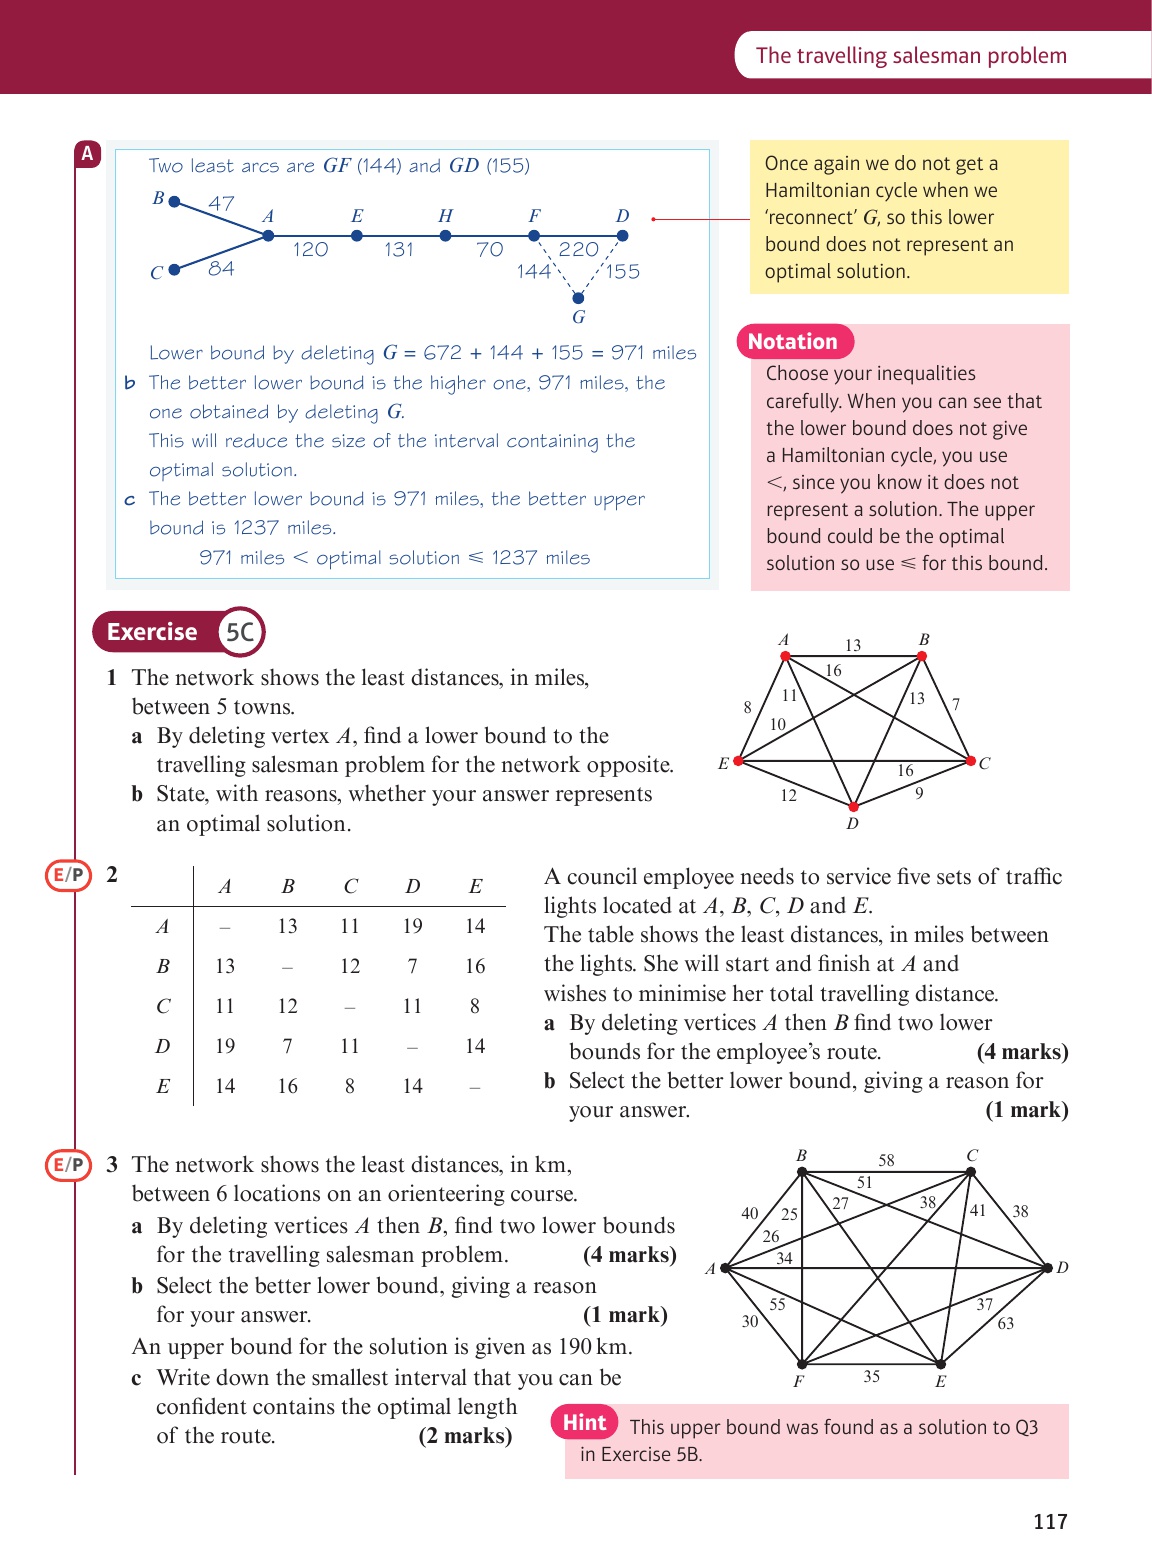 The travelling salesman problem
A
Two least arcs are GF (144) and GD (155)
B
47
A
E
H
F
D
120
131
70
220
C
84
144
155
G
Lower bound by deleting G = 672 + 144 + 155 = 971 miles
b The better lower bound is the higher one, 971 miles, the
one obtained by deleting G.
This will reduce the size of the interval containing the
optimal solution.
c The better lower bound is 971 miles, the better upper
bound is 1237 miles.
971 miles < optimal solution ⩽ 1237 miles
Once again we do not get a
Hamiltonian cycle when we
‘reconnect’ G, so this lower
bound does not represent an
optimal solution.
Notation
Choose your inequalities
carefully. When you can see that
the lower bound does not give
a Hamiltonian cycle, you use
<, since you know it does not
represent a solution. The upper
bound could be the optimal
solution so use ⩽ for this bound.
Exercise 5C
1 The network shows the least distances, in miles,
between 5 towns.
a By deleting vertex A, find a lower bound to the
travelling salesman problem for the network opposite.
b State, with reasons, whether your answer represents
an optimal solution.
A
13
B
16
11
13
7
8
10
E
16
C
12
9
D
E/P
2
A B C D E
A – 13 11 19 14
B 13 – 12 7 16
C 11 12 – 11 8
D 19 7 11 – 14
E 14 16 8 14 –
A council employee needs to service five sets of traffic
lights located at A, B, C, D and E.
The table shows the least distances, in miles between
the lights. She will start and finish at A and
wishes to minimise her total travelling distance.
a By deleting vertices A then B find two lower
bounds for the employee’s route. (4 marks)
b Select the better lower bound, giving a reason for
your answer. (1 mark)
E/P
3 The network shows the least distances, in km,
between 6 locations on an orienteering course.
a By deleting vertices A then B, find two lower bounds
for the travelling salesman problem. (4 marks)
b Select the better lower bound, giving a reason
for your answer. (1 mark)
An upper bound for the solution is given as 190 km.
c Write down the smallest interval that you can be
confident contains the optimal length
of the route. (2 marks)
B
58
C
51
40
25
27
38
41
38
26
34
A
D
55
37
30
63
F
35
E
Hint This upper bound was found as a solution to Q3
in Exercise 5B.
117